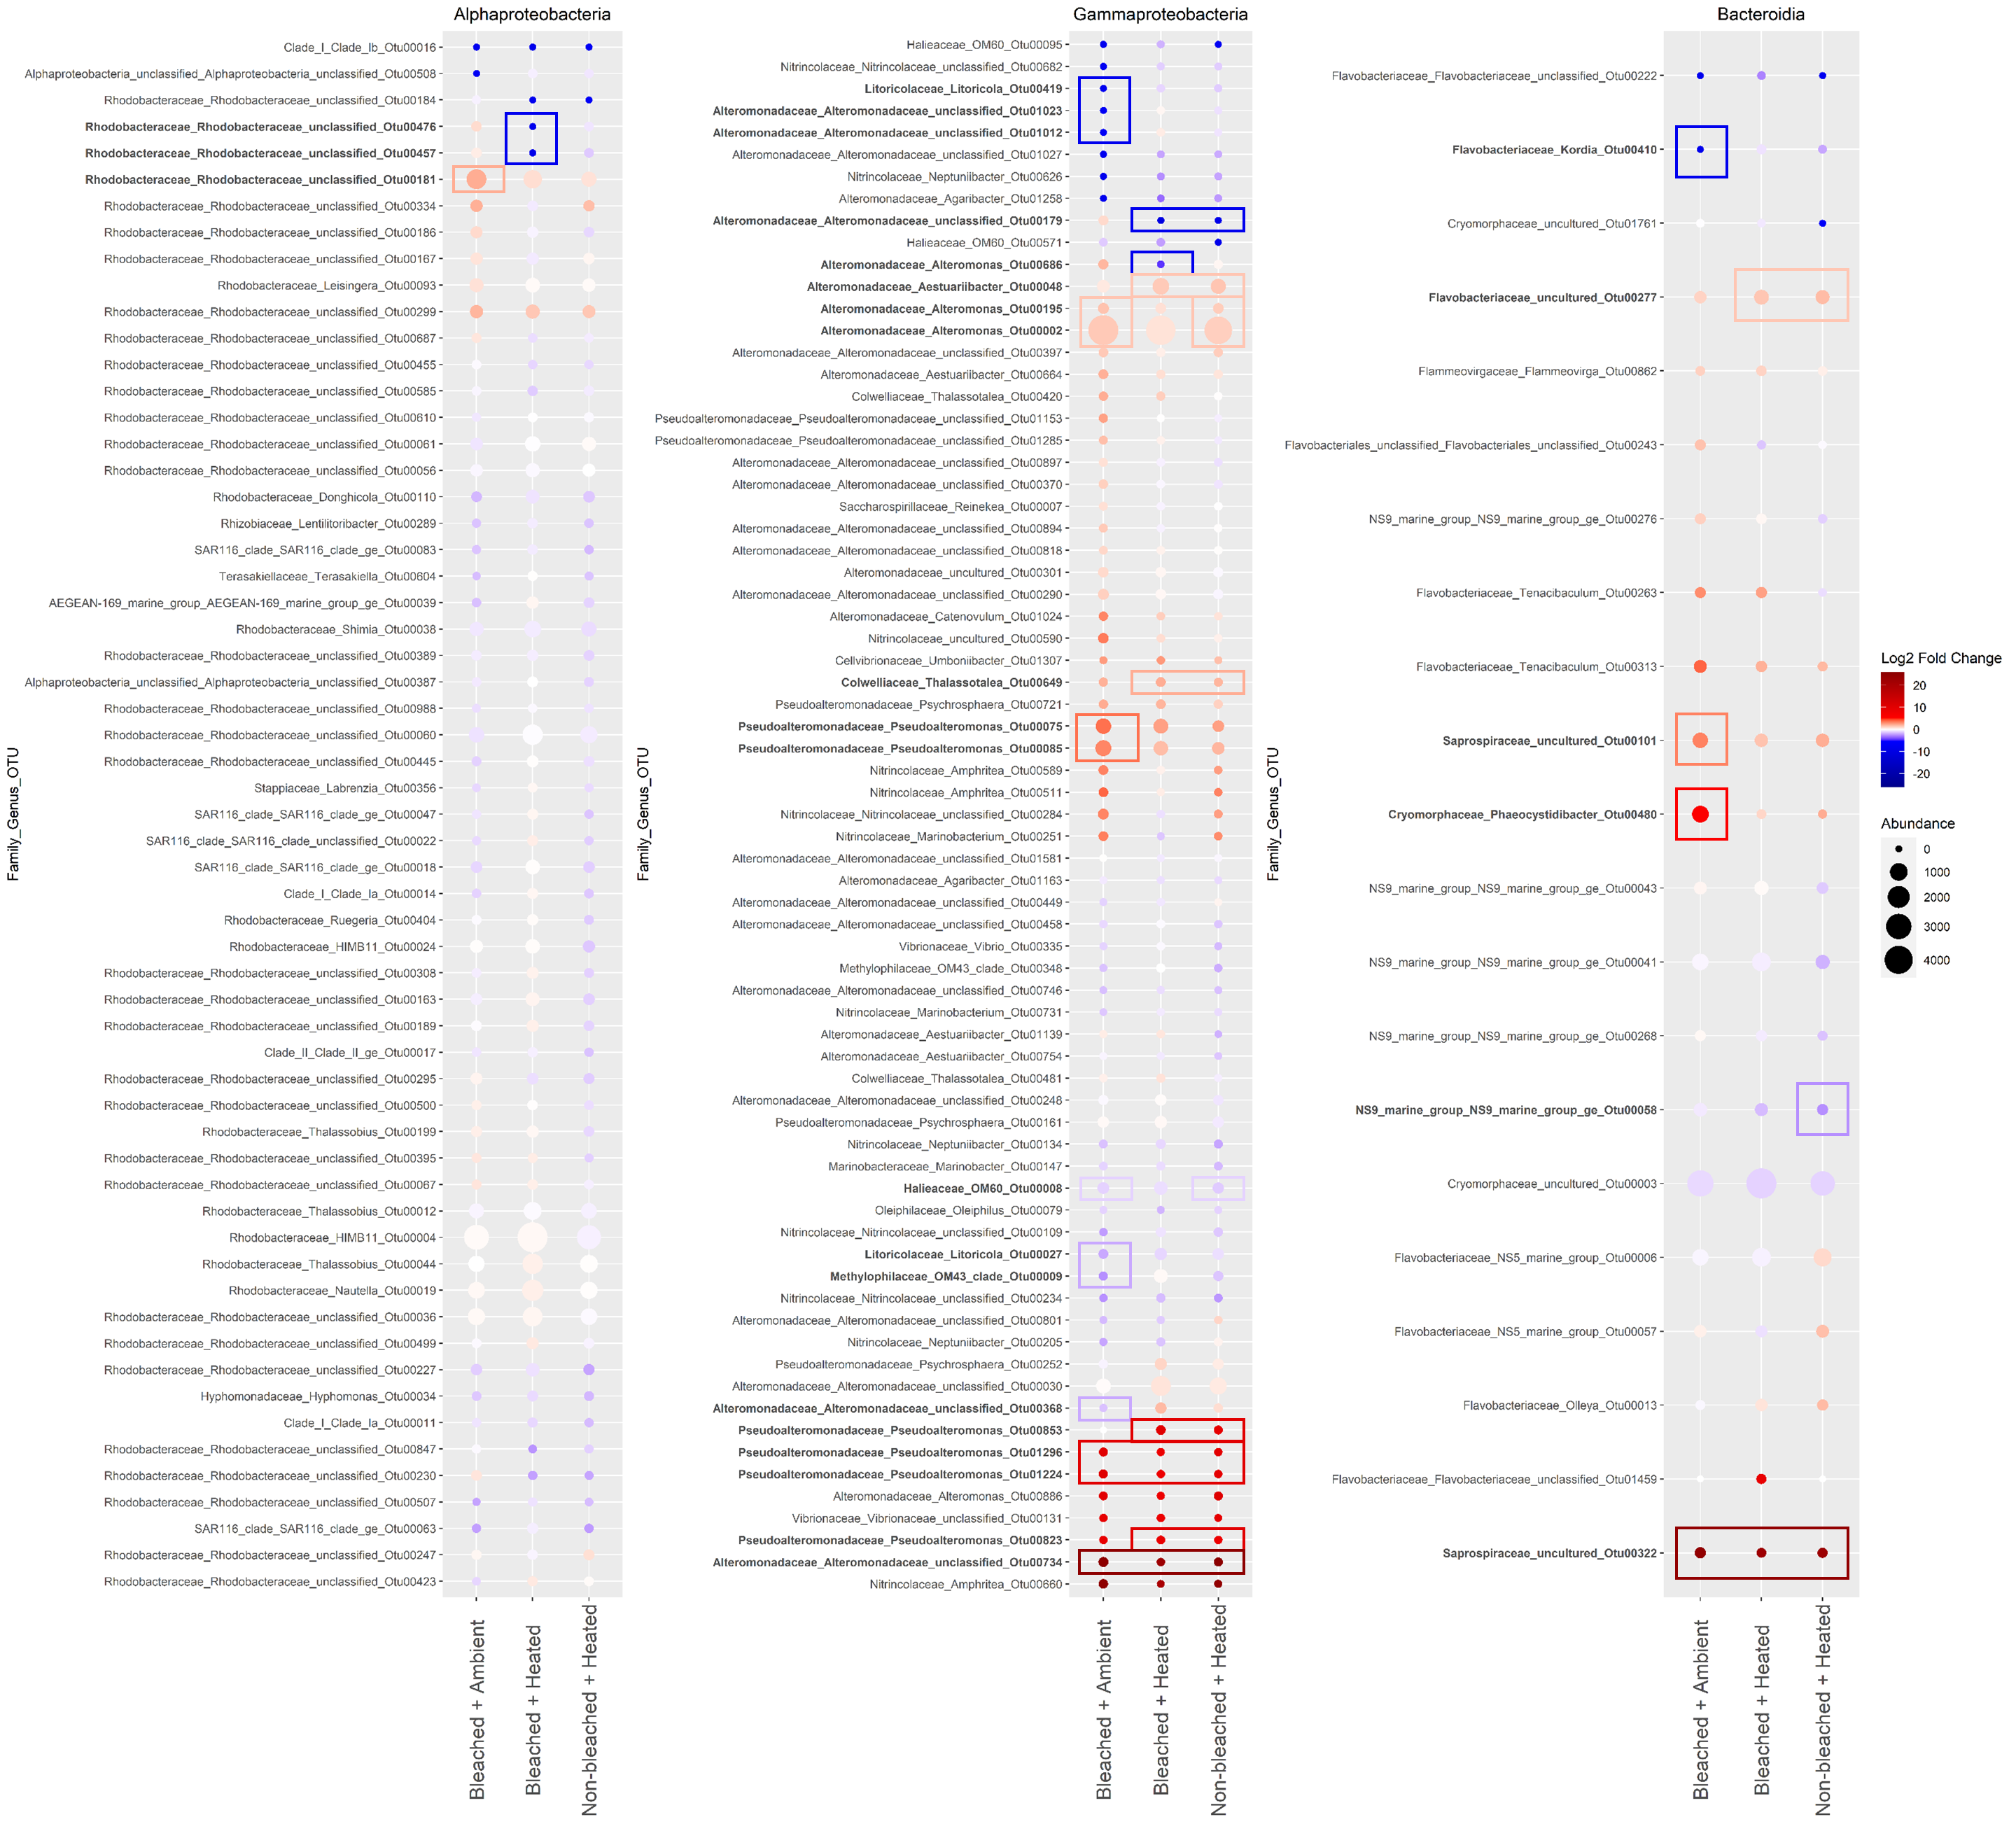 Alphaproteobacteria
Clade_I_Clade_Ib_Otu00016
Alphaproteobacteria_unclassified_Alphaproteobacteria_unclassified_Otu00508
Rhodobacteraceae_Rhodobacteraceae_unclassified_Otu00184
Rhodobacteraceae_Rhodobacteraceae_unclassified_Otu00476
Rhodobacteraceae_Rhodobacteraceae_unclassified_Otu00457
Rhodobacteraceae_Rhodobacteraceae_unclassified_Otu00181
Rhodobacteraceae_Rhodobacteraceae_unclassified_Otu00334
Rhodobacteraceae_Rhodobacteraceae_unclassified_Otu00186
Rhodobacteraceae_Rhodobacteraceae_unclassified_Otu00167
Rhodobacteraceae_Leisingera_Otu00093
Rhodobacteraceae_Rhodobacteraceae_unclassified_Otu00299
Rhodobacteraceae_Rhodobacteraceae_unclassified_Otu00687
Rhodobacteraceae_Rhodobacteraceae_unclassified_Otu00455
Rhodobacteraceae_Rhodobacteraceae_unclassified_Otu00585
Rhodobacteraceae_Rhodobacteraceae_unclassified_Otu00610
Rhodobacteraceae_Rhodobacteraceae_unclassified_Otu00061
Rhodobacteraceae_Rhodobacteraceae_unclassified_Otu00056
Rhodobacteraceae_Donghicola_Otu00110
Rhizobiaceae_Lentilitoribacter_Otu00289
SAR116_clade_SAR116_clade_ge_Otu00083
Terasakiellaceae_Terasakiella_Otu00604
AEGEAN-169_marine_group_AEGEAN-169_marine_group_ge_Otu00039
Rhodobacteraceae_Shimia_Otu00038
Rhodobacteraceae_Rhodobacteraceae_unclassified_Otu00389
Alphaproteobacteria_unclassified_Alphaproteobacteria_unclassified_Otu00387
Rhodobacteraceae_Rhodobacteraceae_unclassified_Otu00988
Rhodobacteraceae_Rhodobacteraceae_unclassified_Otu00060
Rhodobacteraceae_Rhodobacteraceae_unclassified_Otu00445
Stappiaceae_Labrenzia_Otu00356
SAR116_clade_SAR116_clade_ge_Otu00047
SAR116_clade_SAR116_clade_unclassified_Otu00022
SAR116_clade_SAR116_clade_ge_Otu00018
Clade_I_Clade_Ia_Otu00014
Rhodobacteraceae_Ruegeria_Otu00404
Rhodobacteraceae_HIMB11_Otu00024
Rhodobacteraceae_Rhodobacteraceae_unclassified_Otu00308
Rhodobacteraceae_Rhodobacteraceae_unclassified_Otu00163
Rhodobacteraceae_Rhodobacteraceae_unclassified_Otu00189
Clade_II_Clade_II_ge_Otu00017
Rhodobacteraceae_Rhodobacteraceae_unclassified_Otu00295
Rhodobacteraceae_Rhodobacteraceae_unclassified_Otu00500
Rhodobacteraceae_Thalassobius_Otu00199
Rhodobacteraceae_Rhodobacteraceae_unclassified_Otu00395
Rhodobacteraceae_Rhodobacteraceae_unclassified_Otu00067
Rhodobacteraceae_Thalassobius_Otu00012
Rhodobacteraceae_HIMB11_Otu00004
Rhodobacteraceae_Thalassobius_Otu00044
Rhodobacteraceae_Nautella_Otu00019
Rhodobacteraceae_Rhodobacteraceae_unclassified_Otu00036
Rhodobacteraceae_Rhodobacteraceae_unclassified_Otu00499
Rhodobacteraceae_Rhodobacteraceae_unclassified_Otu00227
Hyphomonadaceae_Hyphomonas_Otu00034
Clade_I_Clade_Ia_Otu00011
Rhodobacteraceae_Rhodobacteraceae_unclassified_Otu00847
Rhodobacteraceae_Rhodobacteraceae_unclassified_Otu00230
Rhodobacteraceae_Rhodobacteraceae_unclassified_Otu00507
SAR116_clade_SAR116_clade_ge_Otu00063
Rhodobacteraceae_Rhodobacteraceae_unclassified_Otu00247
Rhodobacteraceae_Rhodobacteraceae_unclassified_Otu00423
Family_Genus_OTU
Bleached + Ambient
Bleached + Heated
Non-bleached + Heated
Gammaproteobacteria
Halieaceae_OM60_Otu00095
Nitrincolaceae_Nitrincolaceae_unclassified_Otu00682
Litoricolaceae_Litoricola_Otu00419
Alteromonadaceae_Alteromonadaceae_unclassified_Otu01023
Alteromonadaceae_Alteromonadaceae_unclassified_Otu01012
Alteromonadaceae_Alteromonadaceae_unclassified_Otu01027
Nitrincolaceae_Neptuniibacter_Otu00626
Alteromonadaceae_Agaribacter_Otu01258
Alteromonadaceae_Alteromonadaceae_unclassified_Otu00179
Halieaceae_OM60_Otu00571
Alteromonadaceae_Alteromonas_Otu00686
Alteromonadaceae_Aestuariibacter_Otu00048
Alteromonadaceae_Alteromonas_Otu00195
Alteromonadaceae_Alteromonas_Otu00002
Alteromonadaceae_Alteromonadaceae_unclassified_Otu00397
Alteromonadaceae_Aestuariibacter_Otu00664
Colwelliaceae_Thalassotalea_Otu00420
Pseudoalteromonadaceae_Pseudoalteromonadaceae_unclassified_Otu01153
Pseudoalteromonadaceae_Pseudoalteromonadaceae_unclassified_Otu01285
Alteromonadaceae_Alteromonadaceae_unclassified_Otu00897
Alteromonadaceae_Alteromonadaceae_unclassified_Otu00370
Saccharospirillaceae_Reinekea_Otu00007
Alteromonadaceae_Alteromonadaceae_unclassified_Otu00894
Alteromonadaceae_Alteromonadaceae_unclassified_Otu00818
Alteromonadaceae_uncultured_Otu00301
Alteromonadaceae_Alteromonadaceae_unclassified_Otu00290
Alteromonadaceae_Catenovulum_Otu01024
Nitrincolaceae_uncultured_Otu00590
Cellvibrionaceae_Umboniibacter_Otu01307
Colwelliaceae_Thalassotalea_Otu00649
Pseudoalteromonadaceae_Psychrosphaera_Otu00721
Pseudoalteromonadaceae_Pseudoalteromonas_Otu00075
Pseudoalteromonadaceae_Pseudoalteromonas_Otu00085
Nitrincolaceae_Amphritea_Otu00589
Nitrincolaceae_Amphritea_Otu00511
Nitrincolaceae_Nitrincolaceae_unclassified_Otu00284
Nitrincolaceae_Marinobacterium_Otu00251
Alteromonadaceae_Alteromonadaceae_unclassified_Otu01581
Alteromonadaceae_Agaribacter_Otu01163
Alteromonadaceae_Alteromonadaceae_unclassified_Otu00449
Alteromonadaceae_Alteromonadaceae_unclassified_Otu00458
Vibrionaceae_Vibrio_Otu00335
Methylophilaceae_OM43_clade_Otu00348
Alteromonadaceae_Alteromonadaceae_unclassified_Otu00746
Nitrincolaceae_Marinobacterium_Otu00731
Alteromonadaceae_Aestuariibacter_Otu01139
Alteromonadaceae_Aestuariibacter_Otu00754
Colwelliaceae_Thalassotalea_Otu00481
Alteromonadaceae_Alteromonadaceae_unclassified_Otu00248
Pseudoalteromonadaceae_Psychrosphaera_Otu00161
Nitrincolaceae_Neptuniibacter_Otu00134
Marinobacteraceae_Marinobacter_Otu00147
Halieaceae_OM60_Otu00008
Oleiphilaceae_Oleiphilus_Otu00079
Nitrincolaceae_Nitrincolaceae_unclassified_Otu00109
Litoricolaceae_Litoricola_Otu00027
Methylophilaceae_OM43_clade_Otu00009
Nitrincolaceae_Nitrincolaceae_unclassified_Otu00234
Alteromonadaceae_Alteromonadaceae_unclassified_Otu00801
Nitrincolaceae_Neptuniibacter_Otu00205
Pseudoalteromonadaceae_Psychrosphaera_Otu00252
Alteromonadaceae_Alteromonadaceae_unclassified_Otu00030
Alteromonadaceae_Alteromonadaceae_unclassified_Otu00368
Pseudoalteromonadaceae_Pseudoalteromonas_Otu00853
Pseudoalteromonadaceae_Pseudoalteromonas_Otu01296
Pseudoalteromonadaceae_Pseudoalteromonas_Otu01224
Alteromonadaceae_Alteromonas_Otu00886
Vibrionaceae_Vibrionaceae_unclassified_Otu00131
Pseudoalteromonadaceae_Pseudoalteromonas_Otu00823
Alteromonadaceae_Alteromonadaceae_unclassified_Otu00734
Nitrincolaceae_Amphritea_Otu00660
Family_Genus_OTU
Bleached + Ambient
Bleached + Heated
Non-bleached + Heated
Bacteroidia
Flavobacteriaceae_Flavobacteriaceae_unclassified_Otu00222
Flavobacteriaceae_Kordia_Otu00410
Cryomorphaceae_uncultured_Otu01761
Flavobacteriaceae_uncultured_Otu00277
Flammeovirgaceae_Flammeovirga_Otu00862
Flavobacteriales_unclassified_Flavobacteriales_unclassified_Otu00243
NS9_marine_group_NS9_marine_group_ge_Otu00276
Flavobacteriaceae_Tenacibaculum_Otu00263
Flavobacteriaceae_Tenacibaculum_Otu00313
Saprospiraceae_uncultured_Otu00101
Cryomorphaceae_Phaeocystidibacter_Otu00480
NS9_marine_group_NS9_marine_group_ge_Otu00043
NS9_marine_group_NS9_marine_group_ge_Otu00041
NS9_marine_group_NS9_marine_group_ge_Otu00268
NS9_marine_group_NS9_marine_group_ge_Otu00058
Cryomorphaceae_uncultured_Otu00003
Flavobacteriaceae_NS5_marine_group_Otu00006
Flavobacteriaceae_NS5_marine_group_Otu00057
Flavobacteriaceae_Olleya_Otu00013
Flavobacteriaceae_Flavobacteriaceae_unclassified_Otu01459
Saprospiraceae_uncultured_Otu00322
Family_Genus_OTU
Bleached + Ambient
Bleached + Heated
Non-bleached + Heated
Log2 Fold Change
20
10
0
-10
-20
Abundance
0
1000
2000
3000
4000